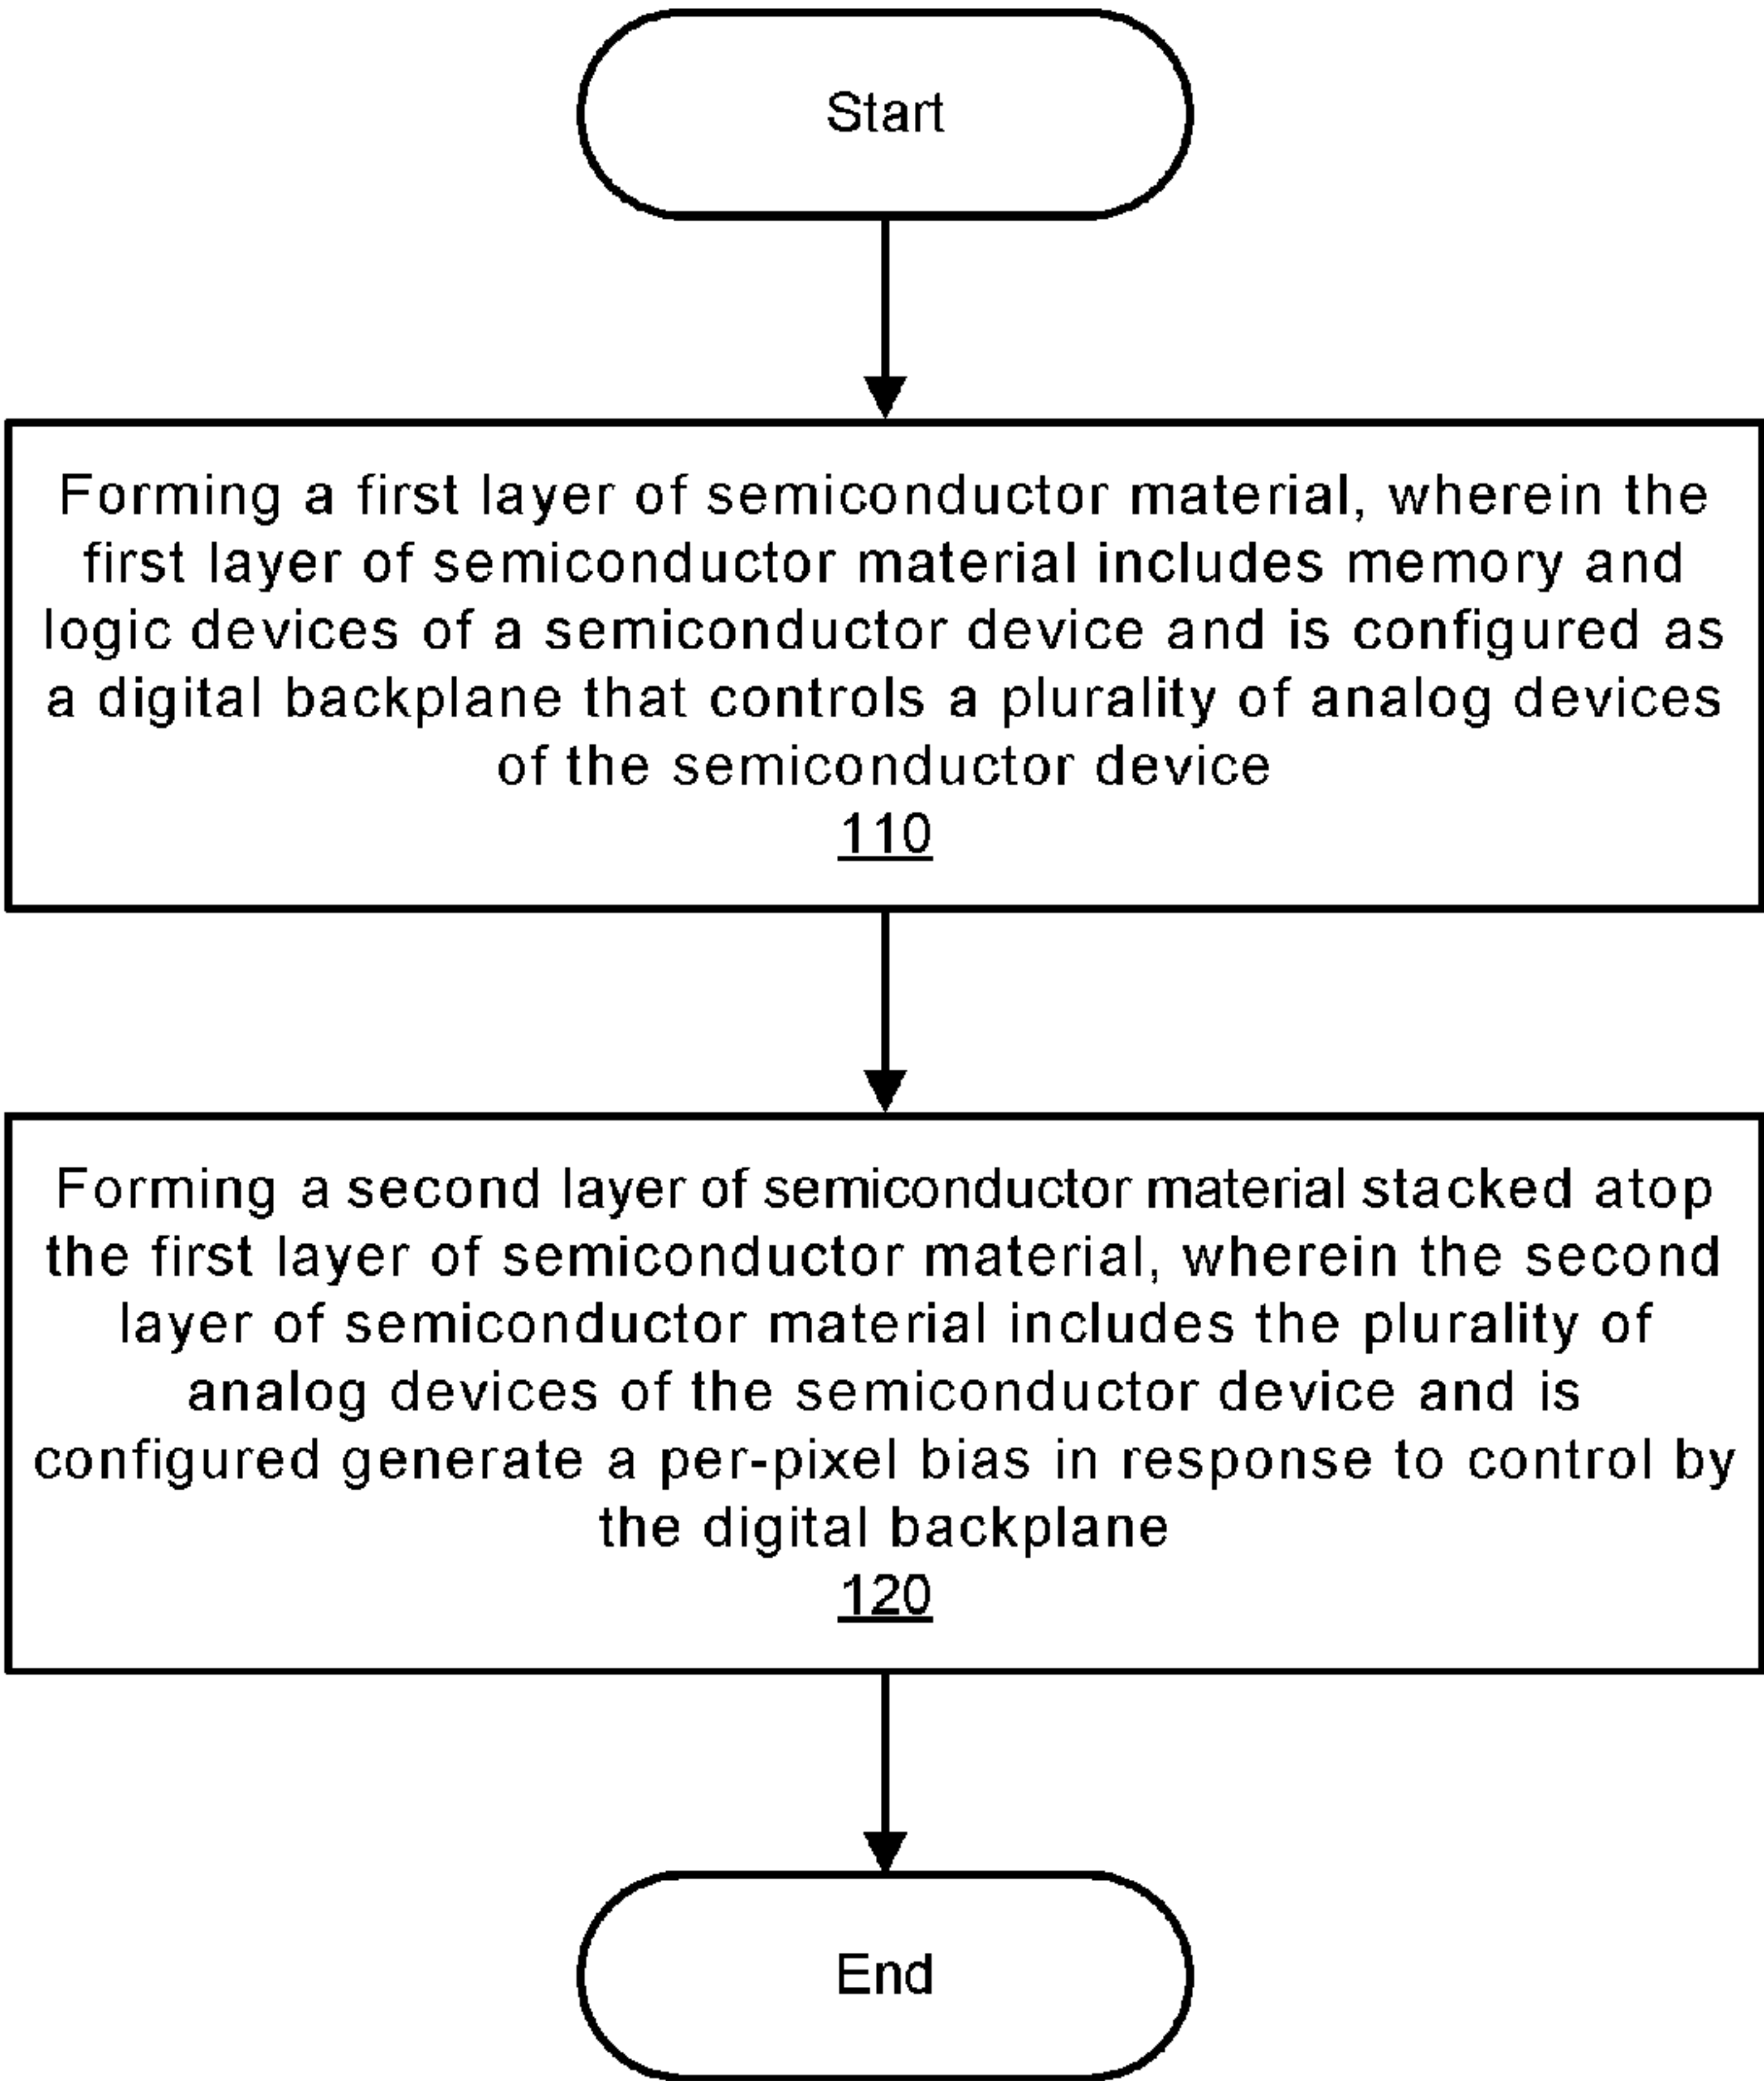 Start
Forming a first layer of semiconductor material, wherein the
first layer of semiconductor material includes memory and
logic devices of a semiconductor device and is configured as
a digital backplane that controls a plurality of analog devices
of the semiconductor device
110
Forming a second layer of semiconductor material stacked atop
the first layer of semiconductor material, wherein the second
layer of semiconductor material includes the plurality of
analog devices of the semiconductor device and is
configured generate a per-pixel bias in response to control by
the digital backplane
120
End